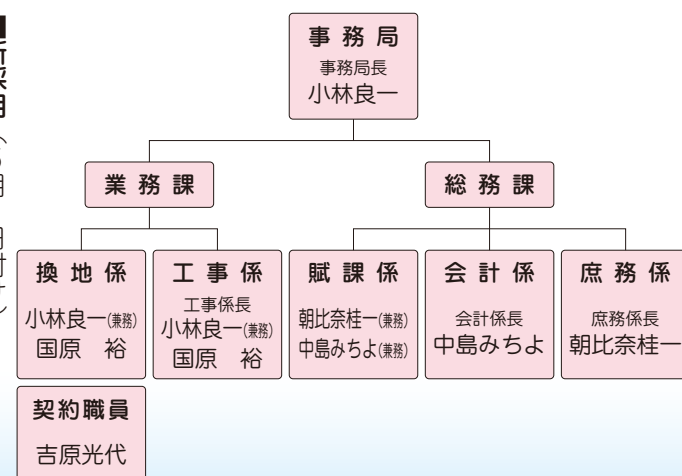 事務局
事務局長
小林良一
業務課
総務課
換地係
小林良一(兼務)
国原 裕
工事係
工事係長
小林良一(兼務)
国原 裕
賦課係
朝比奈桂一(兼務)
中島みちよ(兼務)
会計係
会計係長
中島みちよ
庶務係
庶務係長
朝比奈桂一
契約職員
吉原光代